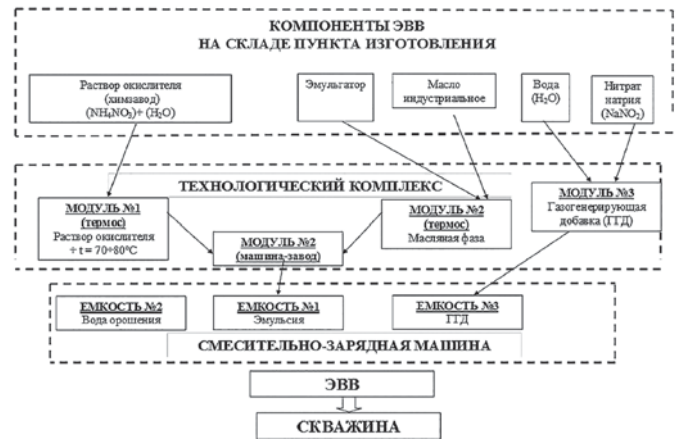 КОМПОНЕНТЫ ЭВВ
НА СКЛАДЕ ПУНКТА ИЗГОТОВЛЕНИЯ
Раствор окислителя
(химзавод)
(NH₄NO₃)+ (H₂O)
Эмульгатор
Масло
индустриальное
Вода
(H₂O)
Нитрат
натрия
(NaNO₂)
ТЕХНОЛОГИЧЕСКИЙ КОМПЛЕКС
МОДУЛЬ №1
(термос)
Раствор окислителя
+ t = 70÷80°C
МОДУЛЬ №2
(машина-завод)
МОДУЛЬ №2
(термос)
Масляная фаза
МОДУЛЬ №3
Газогенерирующая
добавка (ГГД)
ЕМКОСТЬ №2
Вода орошения
ЕМКОСТЬ №1
Эмульсия
ЕМКОСТЬ №3
ГГД
СМЕСИТЕЛЬНО-ЗАРЯДНАЯ МАШИНА
ЭВВ
СКВАЖИНА